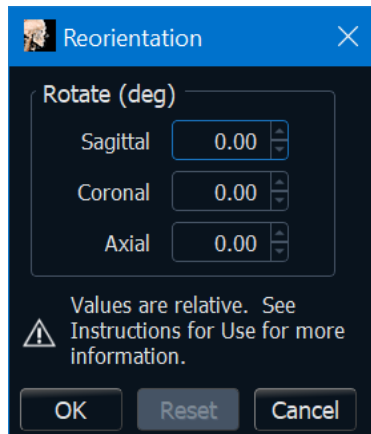 Reorientation
Rotate (deg)
Sagittal 0.00
Coronal 0.00
Axial 0.00
Values are relative.  See
Instructions for Use for more
information.
OK Reset Cancel